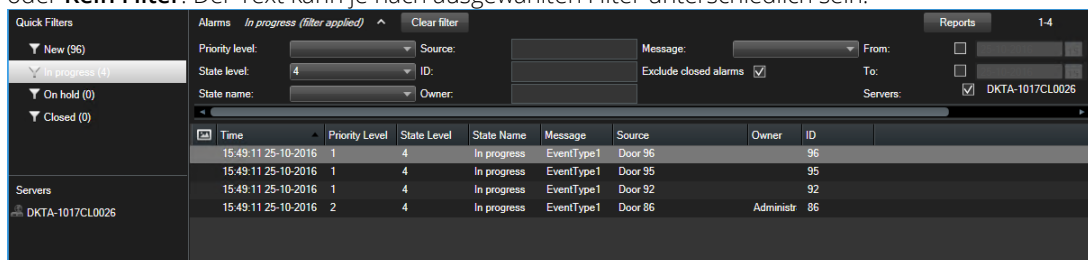 oder Kein Filter. Der Text kann je nach ausgewählten Filter unterschiedlich sein.
Quick Filters
New (96)
In progress (4)
On hold (0)
Closed (0)
Servers
DKTA-1017CL0026
Alarms In progress (filter applied) Clear filter Reports 1-4
Priority level: Source: Message: From:
State level: 4 ID: Exclude closed alarms To:
State name: Owner: Servers: DKTA-1017CL0026
Time Priority Level State Level State Name Message Source Owner ID
15:49:11 25-10-2016 1 4 In progress EventType1 Door 96 96
15:49:11 25-10-2016 1 4 In progress EventType1 Door 95 95
15:49:11 25-10-2016 1 4 In progress EventType1 Door 92 92
15:49:11 25-10-2016 2 4 In progress EventType1 Door 86 Administr 86